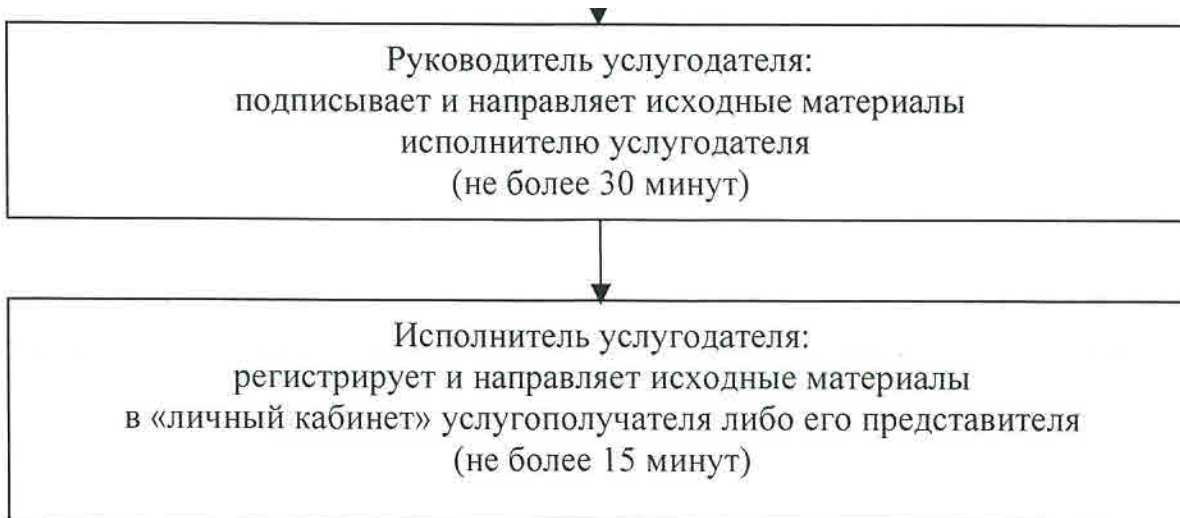 Руководитель услугодателя:
подписывает и направляет исходные материалы
исполнителю услугодателя
(не более 30 минут)
Исполнитель услугодателя:
регистрирует и направляет исходные материалы
в «личный кабинет» услугополучателя либо его представителя
(не более 15 минут)